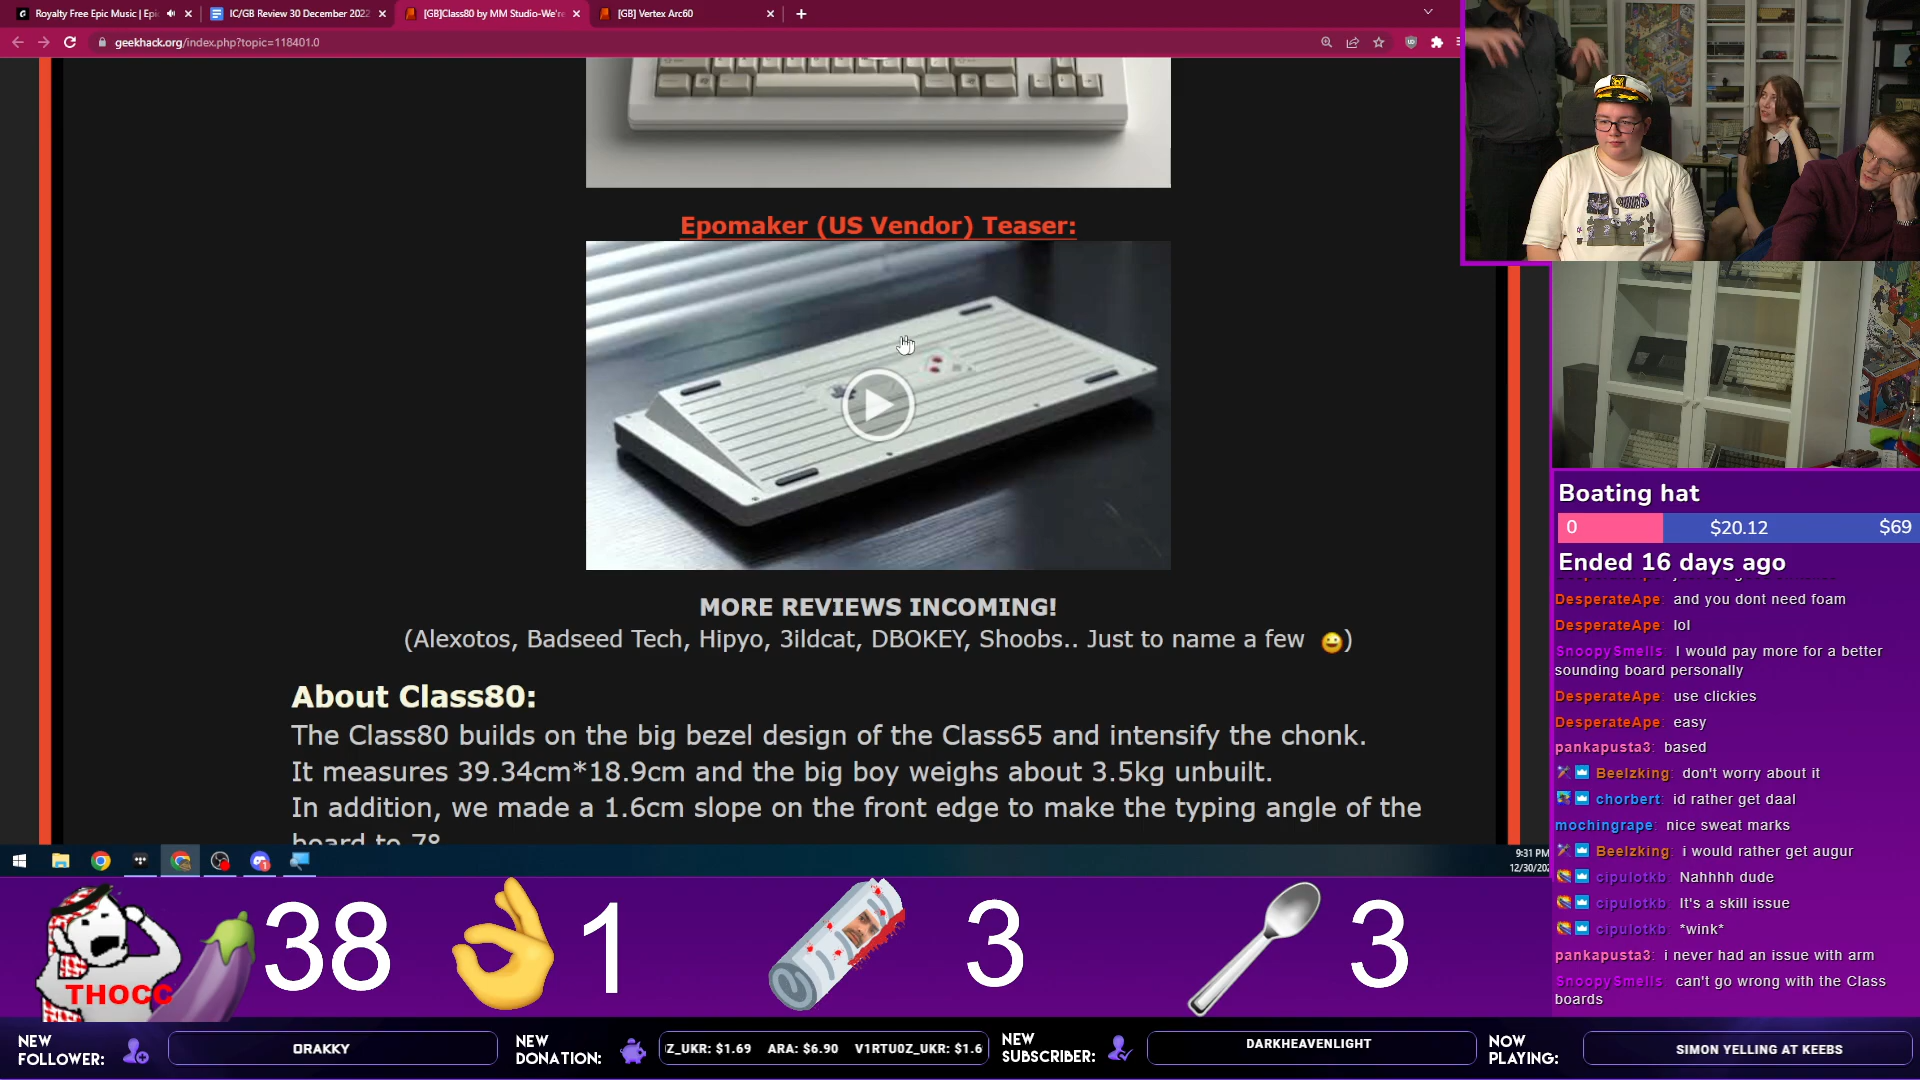 Royalty Free Epic Music | Epi
IC/GB Review 30 December 2022
[GB]Class80 by MM Studio-We're
[GB] Vertex Arc60
geekhack.org/index.php?topic=118401.0
Epomaker (US Vendor) Teaser:
MORE REVIEWS INCOMING!
(Alexotos, Badseed Tech, Hipyo, 3ildcat, DBOKEY, Shoobs.. Just to name a few 😀)
About Class80:
The Class80 builds on the big bezel design of the Class65 and intensify the chonk.
It measures 39.34cm*18.9cm and the big boy weighs about 3.5kg unbuilt.
In addition, we made a 1.6cm slope on the front edge to make the typing angle of the
board to 7°
9:31 PM
12/30/202
Boating hat
0 $20.12 $69
Ended 16 days ago
DesperateApe: and you dont need foam
DesperateApe: lol
SnoopySmells: I would pay more for a better
sounding board personally
DesperateApe: use clickies
DesperateApe: easy
pankapusta3: based
Beelzking: don't worry about it
chorbert: id rather get daal
mochingrape: nice sweat marks
Beelzking: i would rather get augur
cipulotkb: Nahhhh dude
cipulotkb: It's a skill issue
cipulotkb: *wink*
pankapusta3: i never had an issue with arm
SnoopySmells: can't go wrong with the Class
boards
THOCC
38 1 3 3
NEW
FOLLOWER:
ORAKKY
NEW
DONATION:
Z_UKR: $1.69 ARA: $6.90 V1RTU0Z_UKR: $1.6
NEW
SUBSCRIBER:
DARKHEAVENLIGHT
NOW
PLAYING:
SIMON YELLING AT KEEBS